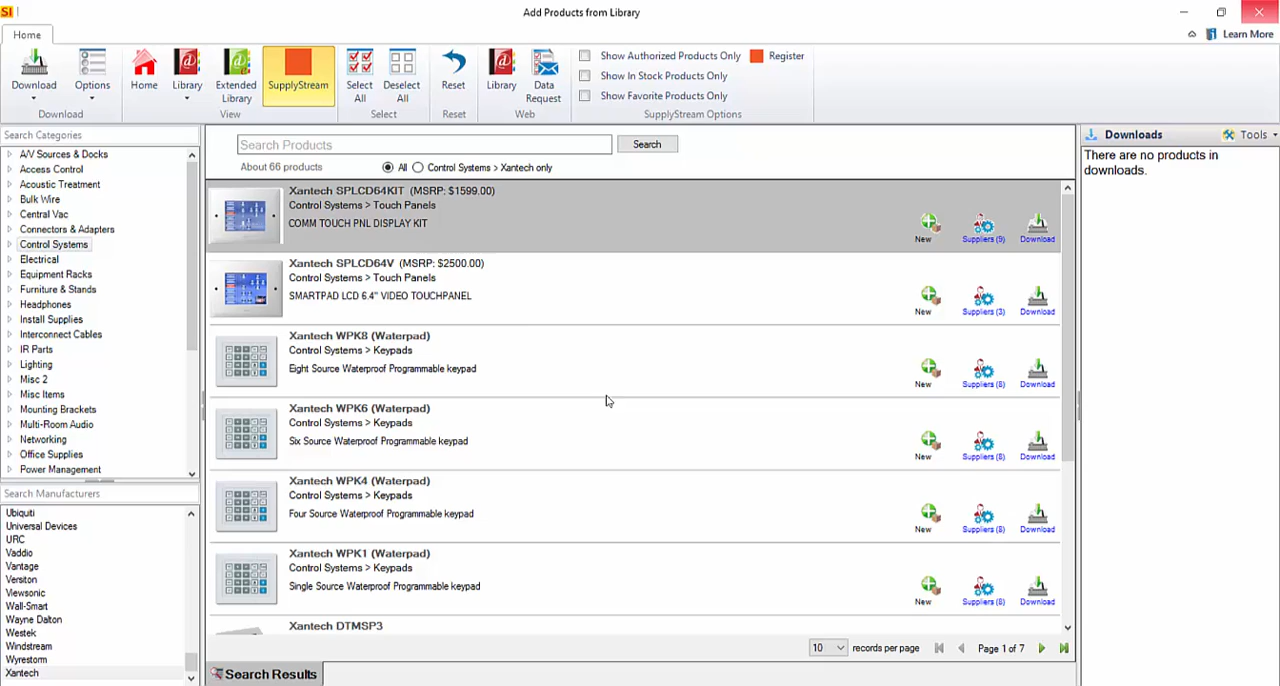 SI
Add Products from Library
Home
Learn More
Download
Options
Home
Library
Extended Library
SupplyStream
Select All
Deselect All
Reset
Library
Data Request
Show Authorized Products Only
Register
Show In Stock Products Only
Show Favorite Products Only
Download
View
Select
Reset
Web
SupplyStream Options
Search Categories
A/V Sources & Docks
Access Control
Acoustic Treatment
Bulk Wire
Central Vac
Connectors & Adapters
Control Systems
Electrical
Equipment Racks
Furniture & Stands
Headphones
Install Supplies
Interconnect Cables
IR Parts
Lighting
Misc 2
Misc Items
Mounting Brackets
Multi-Room Audio
Networking
Office Supplies
Power Management
Search Manufacturers
Ubiquti
Universal Devices
URC
Vaddio
Vantage
Versiton
Viewsonic
Wall-Smart
Wayne Dalton
Westek
Windstream
Wyrestorm
Xantech
Search Products
Search
About 66 products
All
Control Systems > Xantech only
Xantech SPLCD64KIT (MSRP: $1599.00)
Control Systems > Touch Panels
COMM TOUCH PNL DISPLAY KIT
New
Suppliers (9)
Download
Xantech SPLCD64V (MSRP: $2500.00)
Control Systems > Touch Panels
SMARTPAD LCD 6.4" VIDEO TOUCHPANEL
New
Suppliers (3)
Download
Xantech WPK8 (Waterpad)
Control Systems > Keypads
Eight Source Waterproof Programmable keypad
New
Suppliers (8)
Download
Xantech WPK6 (Waterpad)
Control Systems > Keypads
Six Source Waterproof Programmable keypad
New
Suppliers (8)
Download
Xantech WPK4 (Waterpad)
Control Systems > Keypads
Four Source Waterproof Programmable keypad
New
Suppliers (8)
Download
Xantech WPK1 (Waterpad)
Control Systems > Keypads
Single Source Waterproof Programmable keypad
New
Suppliers (8)
Download
Xantech DTMSP3
10
records per page
Page 1 of 7
Search Results
Downloads
Tools
There are no products in
downloads.